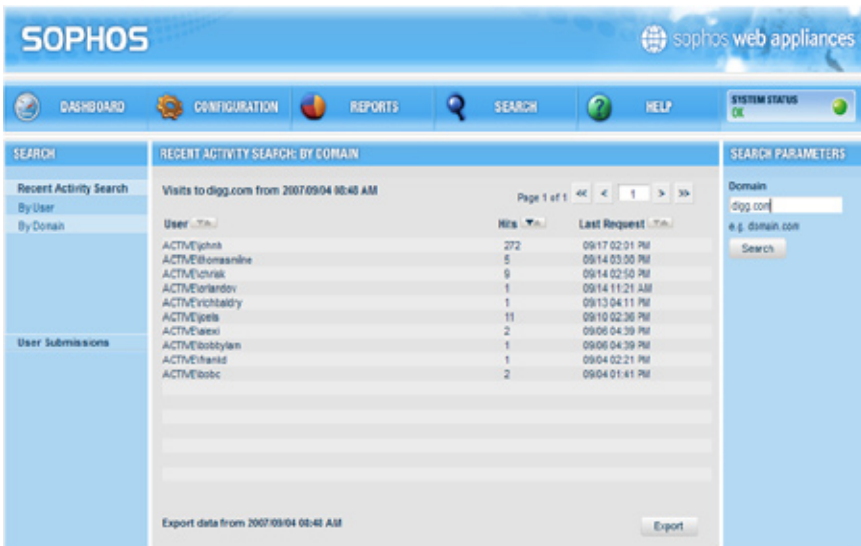 SOPHOS
sophos web appliances
DASHBOARD
CONFIGURATION
REPORTS
SEARCH
HELP
SYSTEM STATUS
OK
SEARCH
Recent Activity Search
By User
By Domain
User Submissions
RECENT ACTIVITY SEARCH: BY DOMAIN
Visits to digg.com from 2007/09/04 08:48 AM
Page 1 of 1 << < 1 > >>
User Hits Last Request
ACTIVE\johnh 272 09/17 02:01 PM
ACTIVE\thomasmilne 5 09/14 03:00 PM
ACTIVE\chrisk 9 09/14 02:50 PM
ACTIVE\orlandov 1 09/14 11:21 AM
ACTIVE\richbaldry 1 09/13 04:11 PM
ACTIVE\joels 11 09/10 02:36 PM
ACTIVE\alexi 2 09/06 04:39 PM
ACTIVE\bobbylam 1 09/06 04:39 PM
ACTIVE\frankd 1 09/04 02:21 PM
ACTIVE\bobc 2 09/04 01:41 PM
Export data from 2007/09/04 08:48 AM
Export
SEARCH PARAMETERS
Domain
digg.com
e.g. domain.com
Search